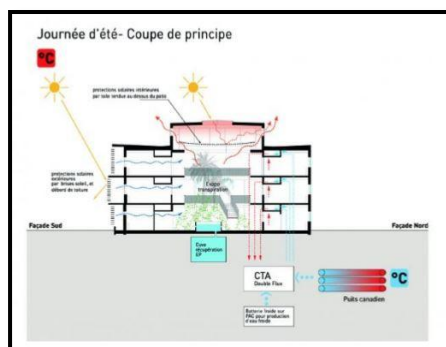 Journée d'été- Coupe de principe
°C
protections solaires intérieures
par toile tendue au dessus du patio
protections solaires
extérieures
par brises soleil, et
débord de toiture
Evapo
transpiration
Façade Sud
Façade Nord
Cuve
récupération
EP
CTA
Double Flux
°C
Puits canadien
Batterie froide sur
PAC pour production
d'eau froide